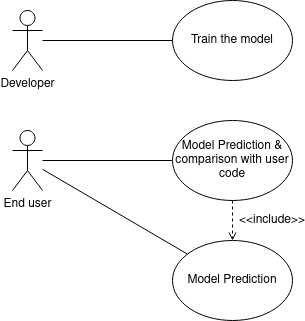 Train the model
Developer
Model Prediction &
comparison with user
code
End user
<<include>>
Model Prediction